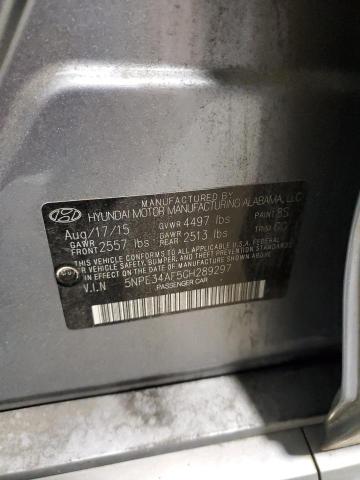 MANUFACTURED BY
HYUNDAI MOTOR MANUFACTURING ALABAMA, LLC
Aug/17/15 GVWR 4497 lbs PAINT 8S
GAWR FRONT 2557 lbs GAWR REAR 2513 lbs TRIM
THIS VEHICLE CONFORMS TO ALL APPLICABLE U.S. FEDERAL
MOTOR VEHICLE SAFETY, BUMPER, AND THEFT PREVENTION STANDARDS
IN EFFECT ON THE DATE OF MANUFACTURE SHOWN ABOVE.
V.I.N 5NPE34AF5GH289297
PASSENGER CAR